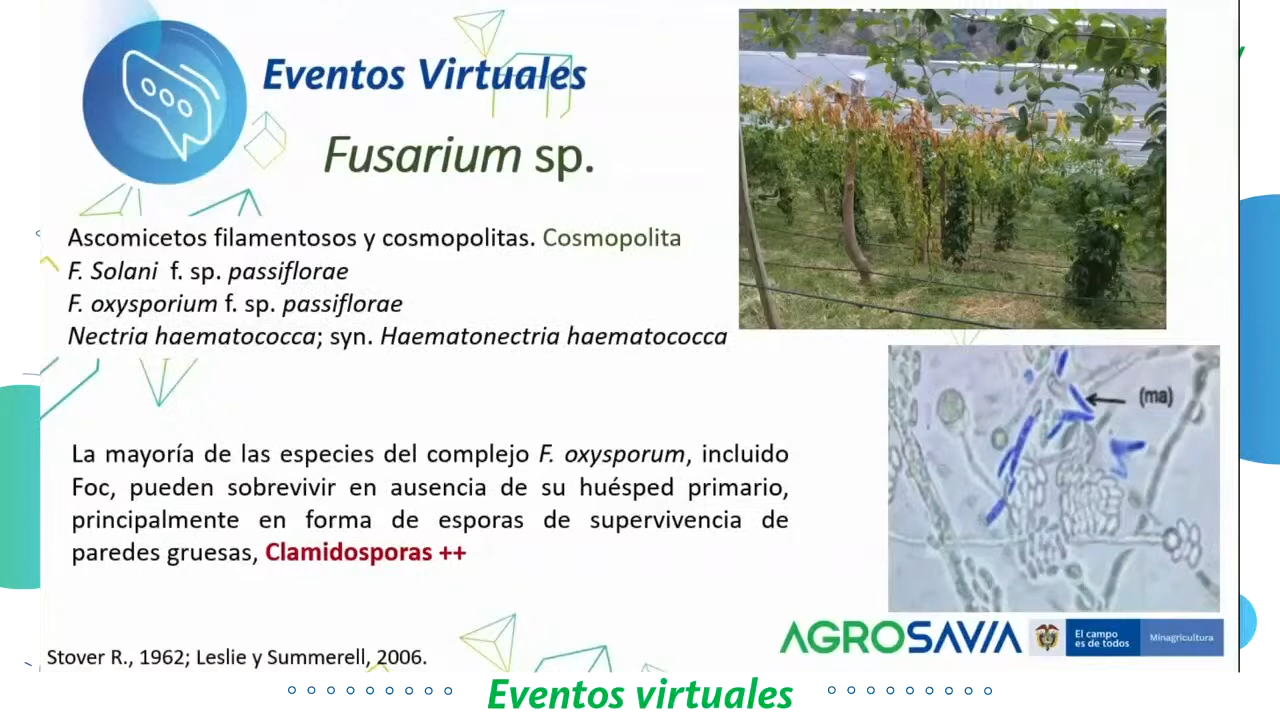 Eventos Virtuales
Fusarium sp.
Ascomicetos filamentosos y cosmopolitas. Cosmopolita
F. Solani f. sp. passiflorae
F. oxysporium f. sp. passiflorae
Nectria haematococca; syn. Haematonectria haematococca
(ma)
La mayoría de las especies del complejo F. oxysporum, incluido
Foc, pueden sobrevivir en ausencia de su huésped primario,
principalmente en forma de esporas de supervivencia de
paredes gruesas, Clamidosporas ++
AGROSAVIA
El campo
es de todos
Minagricultura
Stover R., 1962; Leslie y Summerell, 2006.
Eventos virtuales